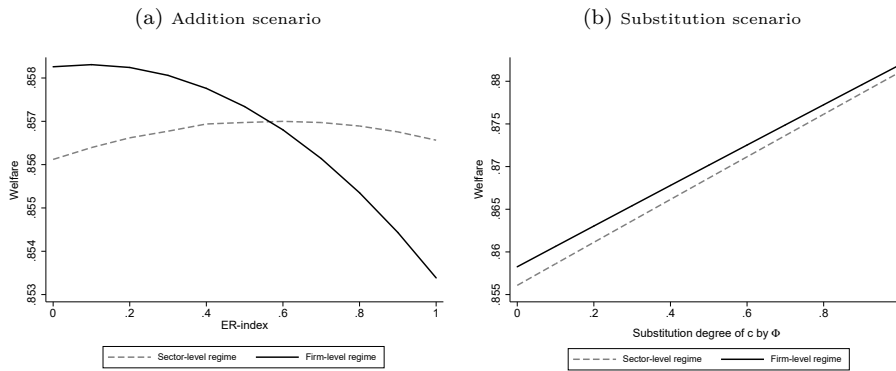 (a) Addition scenario
Welfare
.853 .854 .855 .856 .857 .858
0 .2 .4 .6 .8 1
ER-index
Sector-level regime Firm-level regime
(b) Substitution scenario
Welfare
.855 .86 .865 .87 .875 .88
0 .2 .4 .6 .8
Substitution degree of c by Φ
Sector-level regime Firm-level regime